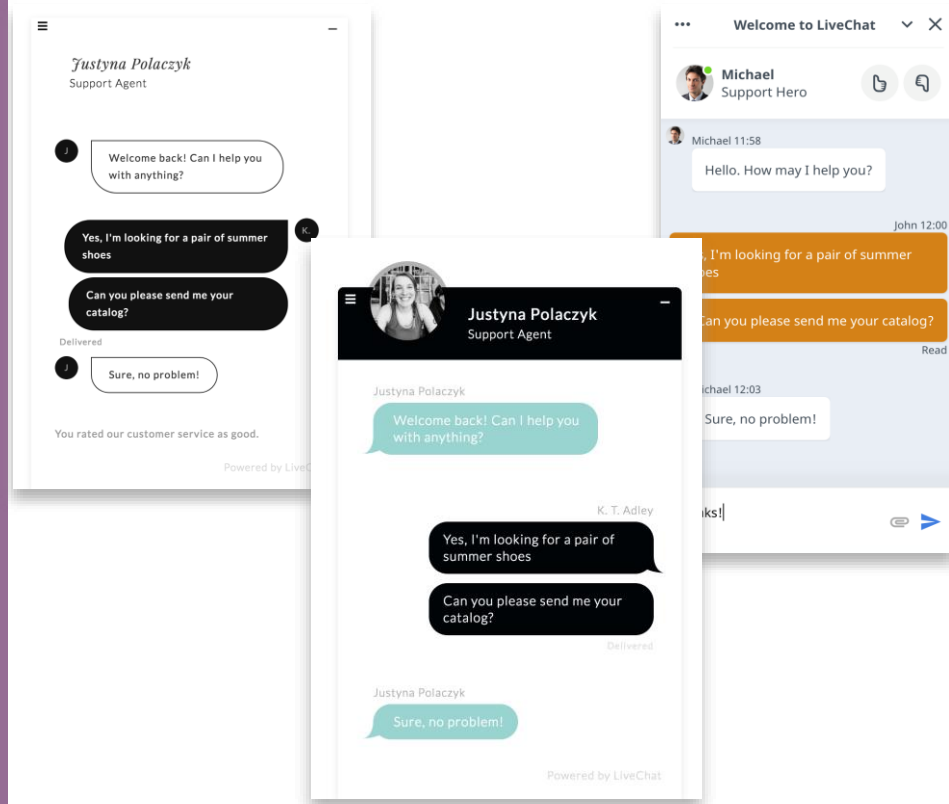 Justyna Polaczyk
Support Agent
J
Welcome back! Can I help you
with anything?
K.
Yes, I'm looking for a pair of summer
shoes
Can you please send me your
catalog?
Delivered
J
Sure, no problem!
You rated our customer service as good.
Powered by LiveC
Justyna Polaczyk
Support Agent
Justyna Polaczyk
Welcome back! Can I help you
with anything?
K. T. Adley
Yes, I'm looking for a pair of
summer shoes
Can you please send me your
catalog?
Delivered
Justyna Polaczyk
Sure, no problem!
Powered by LiveChat
Welcome to LiveChat
Michael
Support Hero
Michael 11:58
Hello. How may I help you?
John 12:00
, I'm looking for a pair of summer
Can you please send me your catalog?
Read
ichael 12:03
Sure, no problem!
ks!